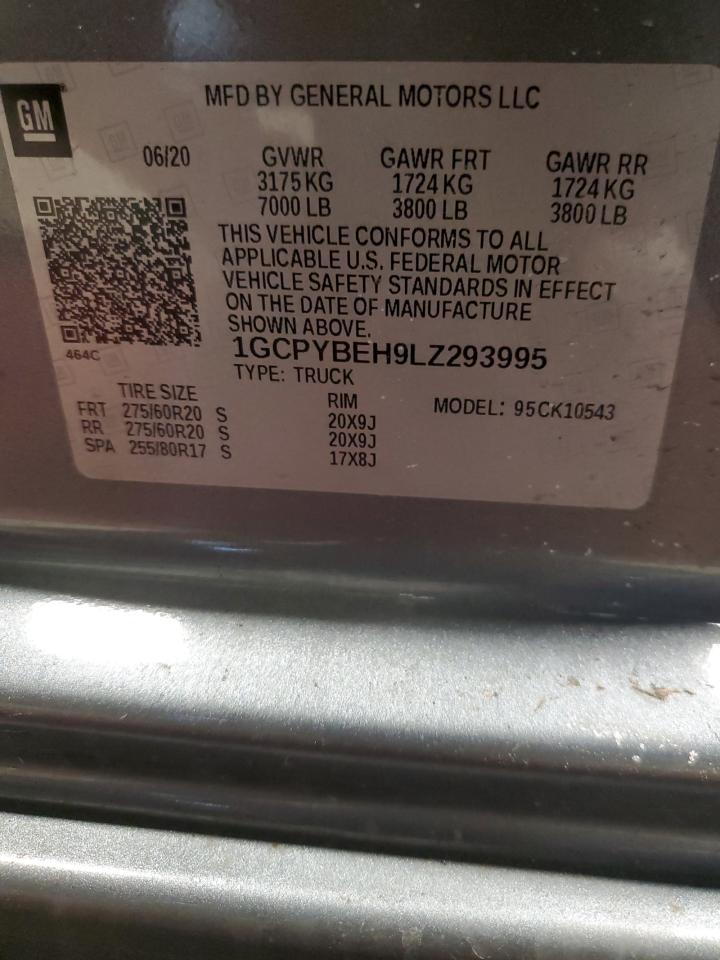 GM
MFD BY GENERAL MOTORS LLC
06/20 GVWR GAWR FRT GAWR RR
3175 KG 1724 KG 1724 KG
7000 LB 3800 LB 3800 LB
THIS VEHICLE CONFORMS TO ALL
APPLICABLE U.S. FEDERAL MOTOR
VEHICLE SAFETY STANDARDS IN EFFECT
ON THE DATE OF MANUFACTURE
SHOWN ABOVE.
464C
1GCPYBEH9LZ293995
TYPE: TRUCK
TIRE SIZE RIM MODEL: 95CK10543
FRT 275/60R20 S 20X9J
RR 275/60R20 S 20X9J
SPA 255/80R17 S 17X8J